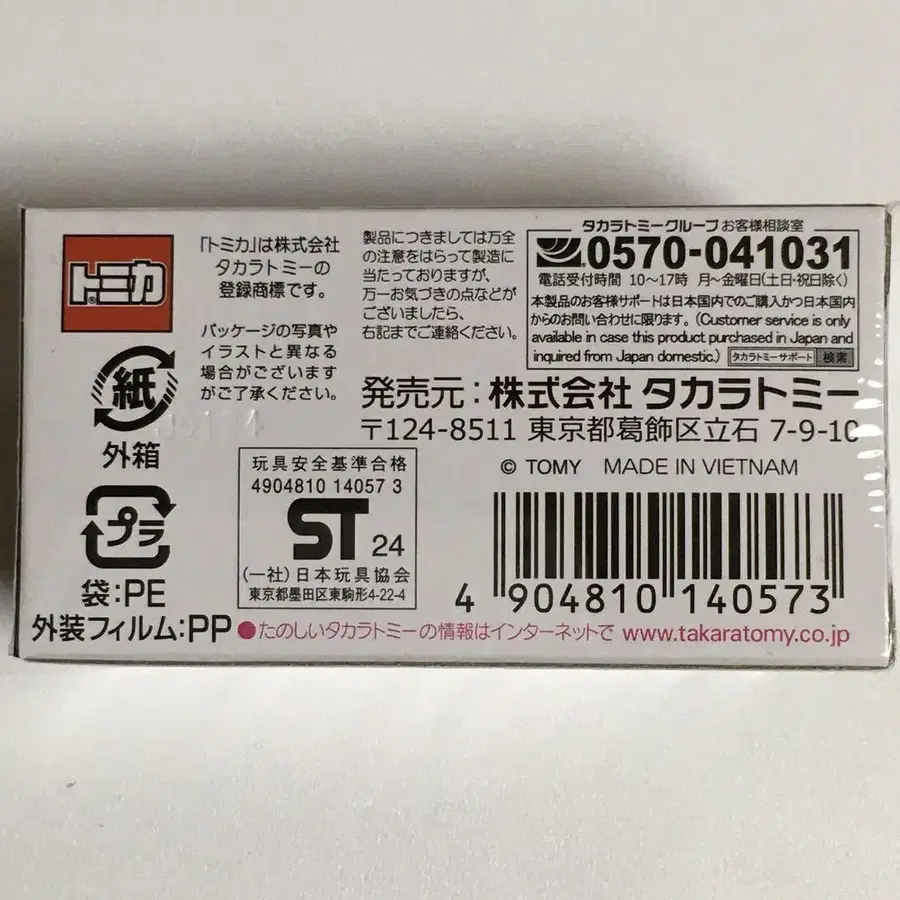 トミカ
®
「トミカ」は株式会社
タカラトミーの
登録商標です。
パッケージの写真や
イラストと異なる
場合がございます
がご了承ください。
製品につきましては万全
の注意をはらって製造に
当たっておりますが、
万一お気づきの点などが
ございましたら、
右記までご連絡ください。
タカラトミーグループ お客様相談室
0570-041031
電話受付時間 10〜17時 月〜金曜日(土日・祝日除く)
本製品のお客様サポートは日本国内でのご購入かつ日本国内
からのお問い合わせに限ります。(Customer service is only
available in case this product purchased in Japan and
inquired from Japan domestic.) タカラトミーサポート 検索
発売元:株式会社 タカラトミー
〒124-8511 東京都葛飾区立石 7-9-10
© TOMY MADE IN VIETNAM
紙
外箱
プラ
袋:PE
外装フィルム:PP
玩具安全基準合格
4904810 14057 3
ST 24
(一社)日本玩具協会
東京都墨田区東駒形4-22-4
4 904810 140573
●たのしいタカラトミーの情報はインターネットで www.takaratomy.co.jp